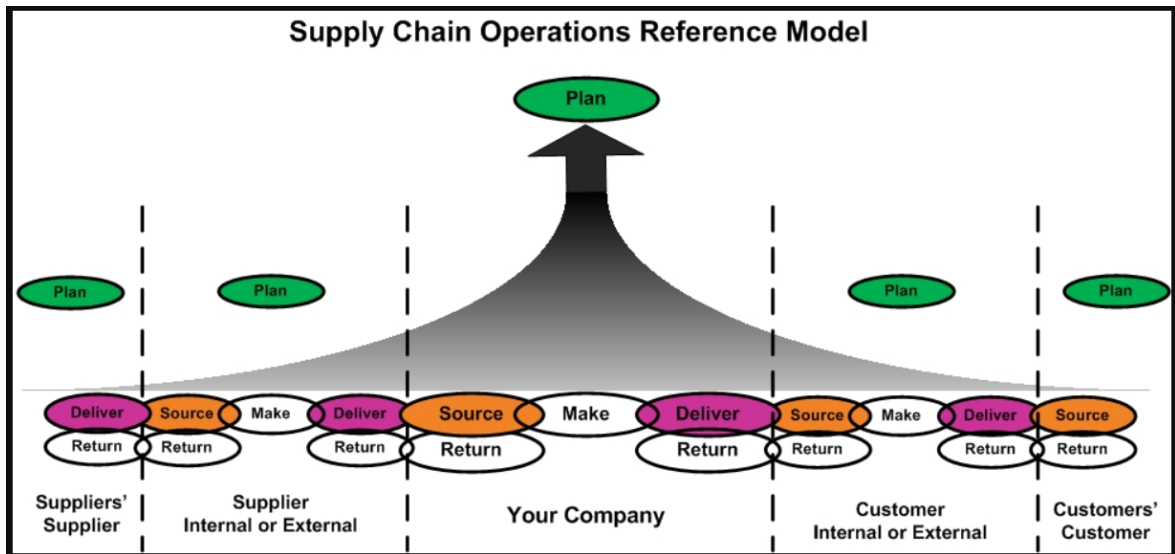 Supply Chain Operations Reference Model
Plan
Plan
Plan
Plan
Plan
Deliver
Source
Make
Deliver
Source
Make
Deliver
Source
Make
Deliver
Source
Return
Return
Return
Return
Return
Return
Return
Return
Suppliers'
Supplier
Supplier
Internal or External
Your Company
Customer
Internal or External
Customers'
Customer